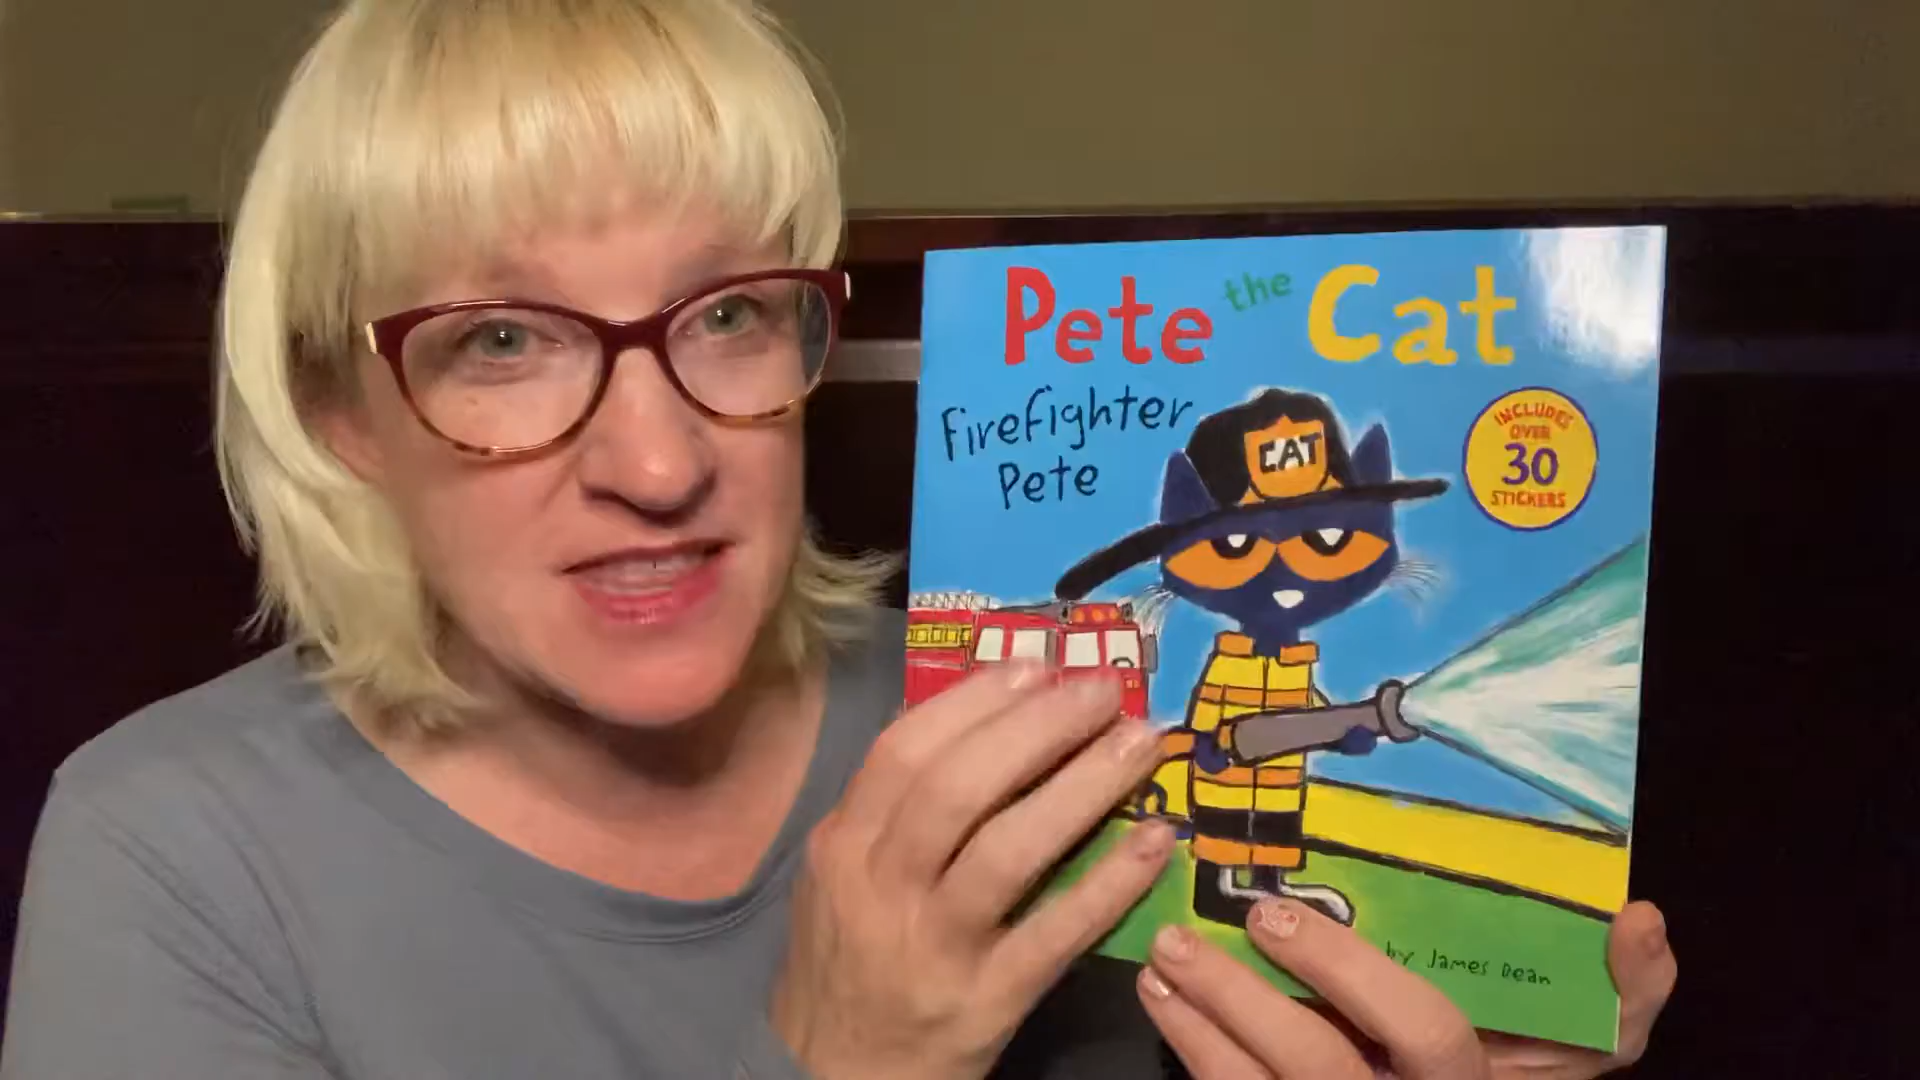 Pete the Cat
Firefighter
Pete
CAT
INCLUDES
OVER
30
STICKERS
by James Dean